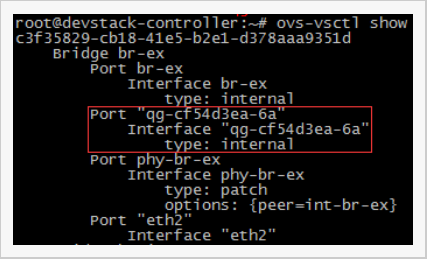 root@devstack-controller:~# ovs-vsctl show
c3f35829-cb18-41e5-b2e1-d378aaa9351d
Bridge br-ex
Port br-ex
Interface br-ex
type: internal
Port "qg-cf54d3ea-6a"
Interface "qg-cf54d3ea-6a"
type: internal
Port phy-br-ex
Interface phy-br-ex
type: patch
options: {peer=int-br-ex}
Port "eth2"
Interface "eth2"